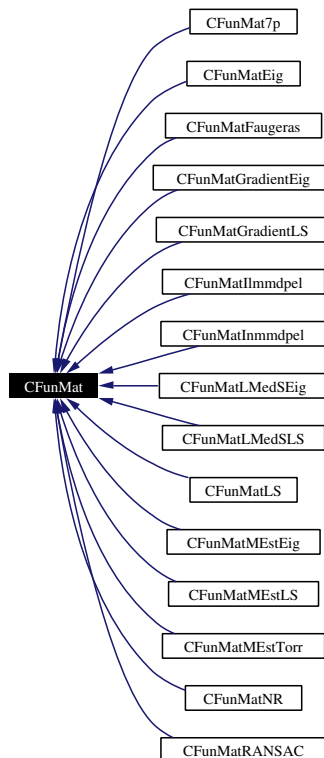 CFunMat7p
CFunMatEig
CFunMatFaugeras
CFunMatGradientEig
CFunMatGradientLS
CFunMatIlmmdpel
CFunMatInmmdpel
CFunMat
CFunMatLMedSEig
CFunMatLMedSLS
CFunMatLS
CFunMatMEstEig
CFunMatMEstLS
CFunMatMEstTorr
CFunMatNR
CFunMatRANSAC